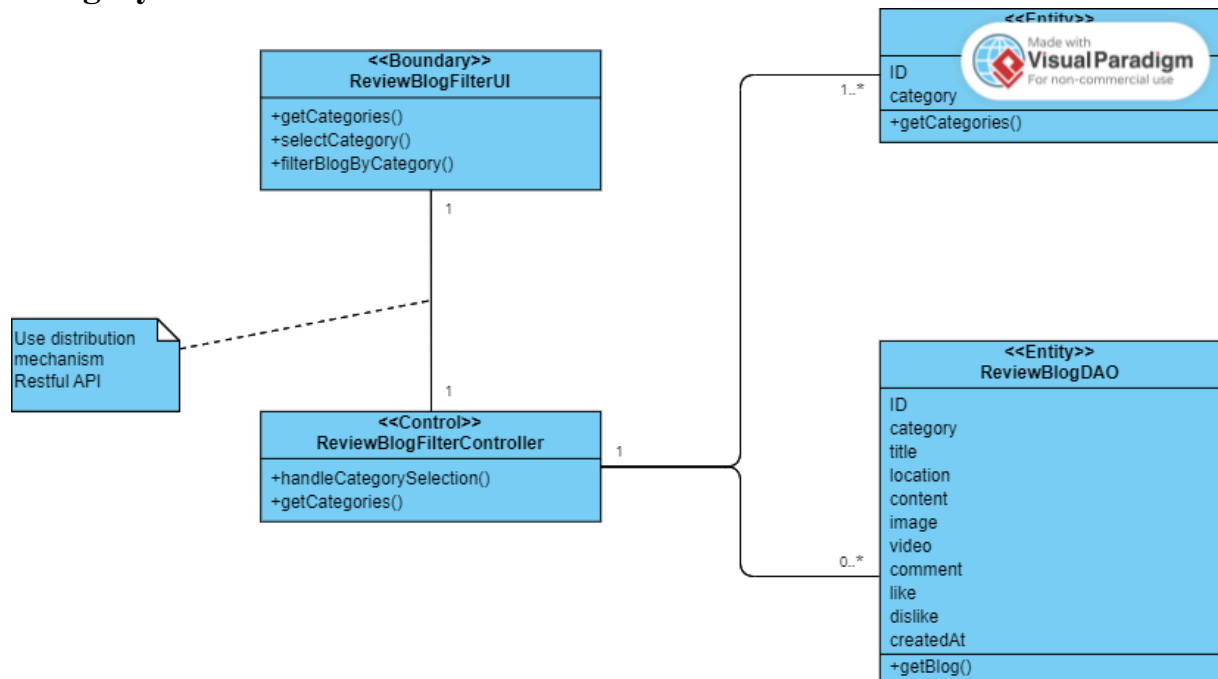 <<Boundary>>
ReviewBlogFilterUI
+getCategories()
+selectCategory()
+filterBlogByCategory()
1
Use distribution
mechanism
Restful API
1
<<Control>>
ReviewBlogFilterController
+handleCategorySelection()
+getCategories()
1
<<Entity>>
Made with
VisualParadigm
For non-commercial use
1..*
ID
category
+getCategories()
<<Entity>>
ReviewBlogDAO
ID
category
title
location
content
image
video
comment
like
dislike
createdAt
+getBlog()
0..*